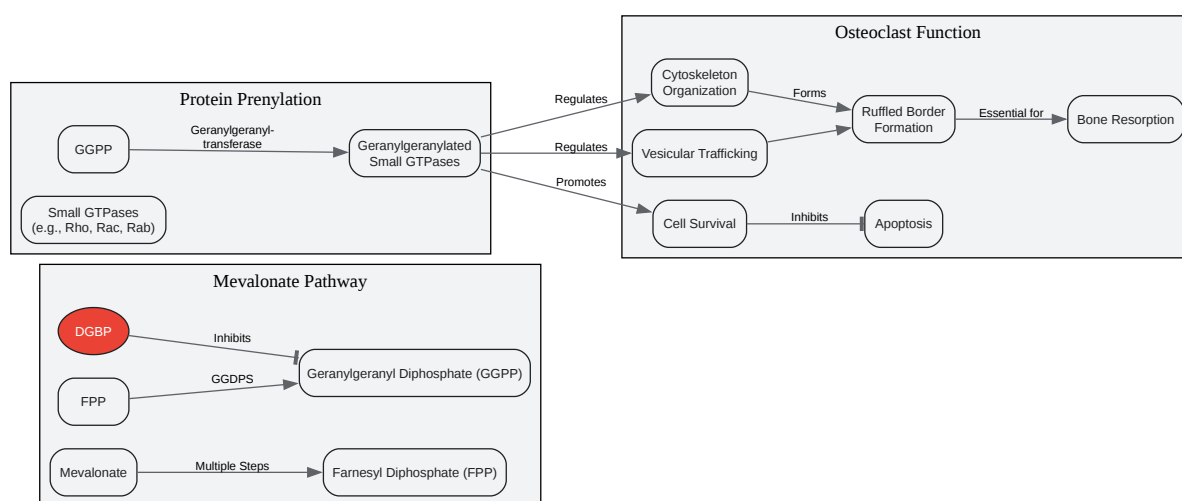 Protein Prenylation
GGPP
Geranylgeranyl-
transferase
Geranylgeranylated
Small GTPases
Small GTPases
(e.g., Rho, Rac, Rab)
Regulates
Regulates
Promotes
Osteoclast Function
Cytoskeleton
Organization
Forms
Ruffled Border
Formation
Essential for
Bone Resorption
Vesicular Trafficking
Cell Survival
Inhibits
Apoptosis
Mevalonate Pathway
DGBP
Inhibits
Geranylgeranyl Diphosphate (GGPP)
GGDPS
FPP
Mevalonate
Multiple Steps
Farnesyl Diphosphate (FPP)